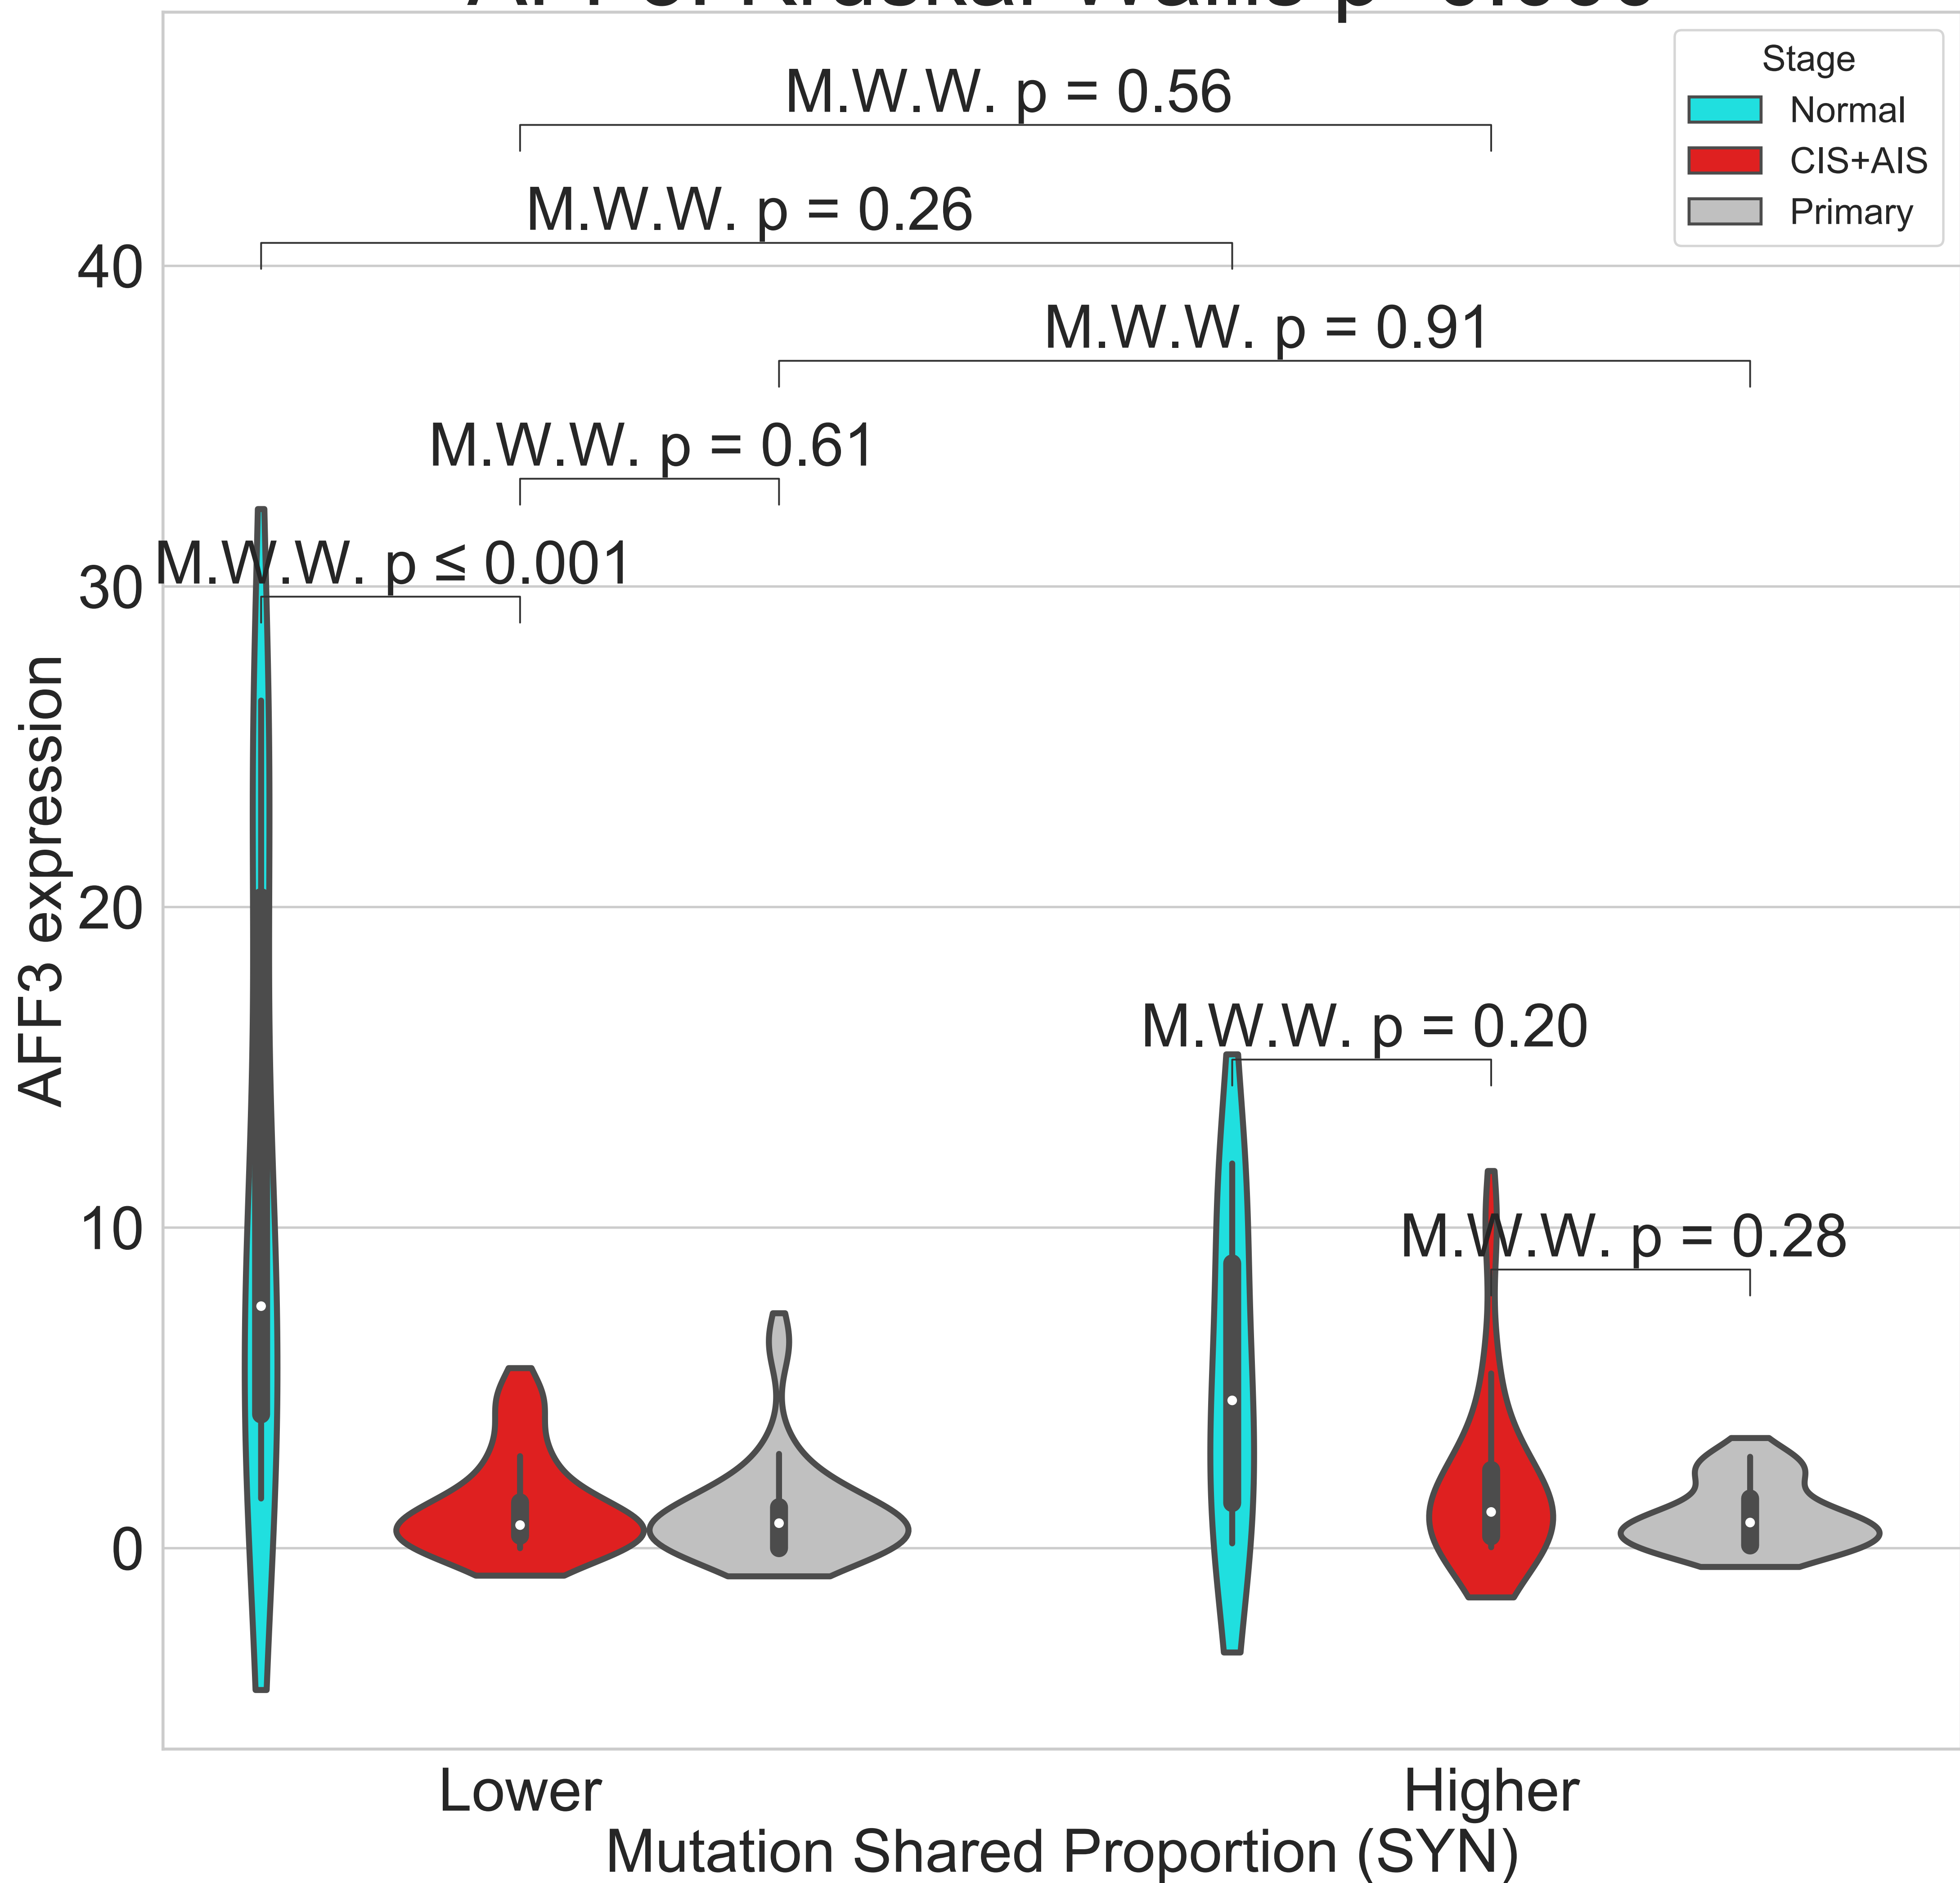 Stage
Normal
CIS+AIS
Primary
M.W.W. p = 0.56
M.W.W. p = 0.26
M.W.W. p = 0.91
M.W.W. p = 0.61
M.W.W. p ≤ 0.001
M.W.W. p = 0.20
M.W.W. p = 0.28
40
30
20
10
0
AFF3 expression
Lower
Higher
Mutation Shared Proportion (SYN)